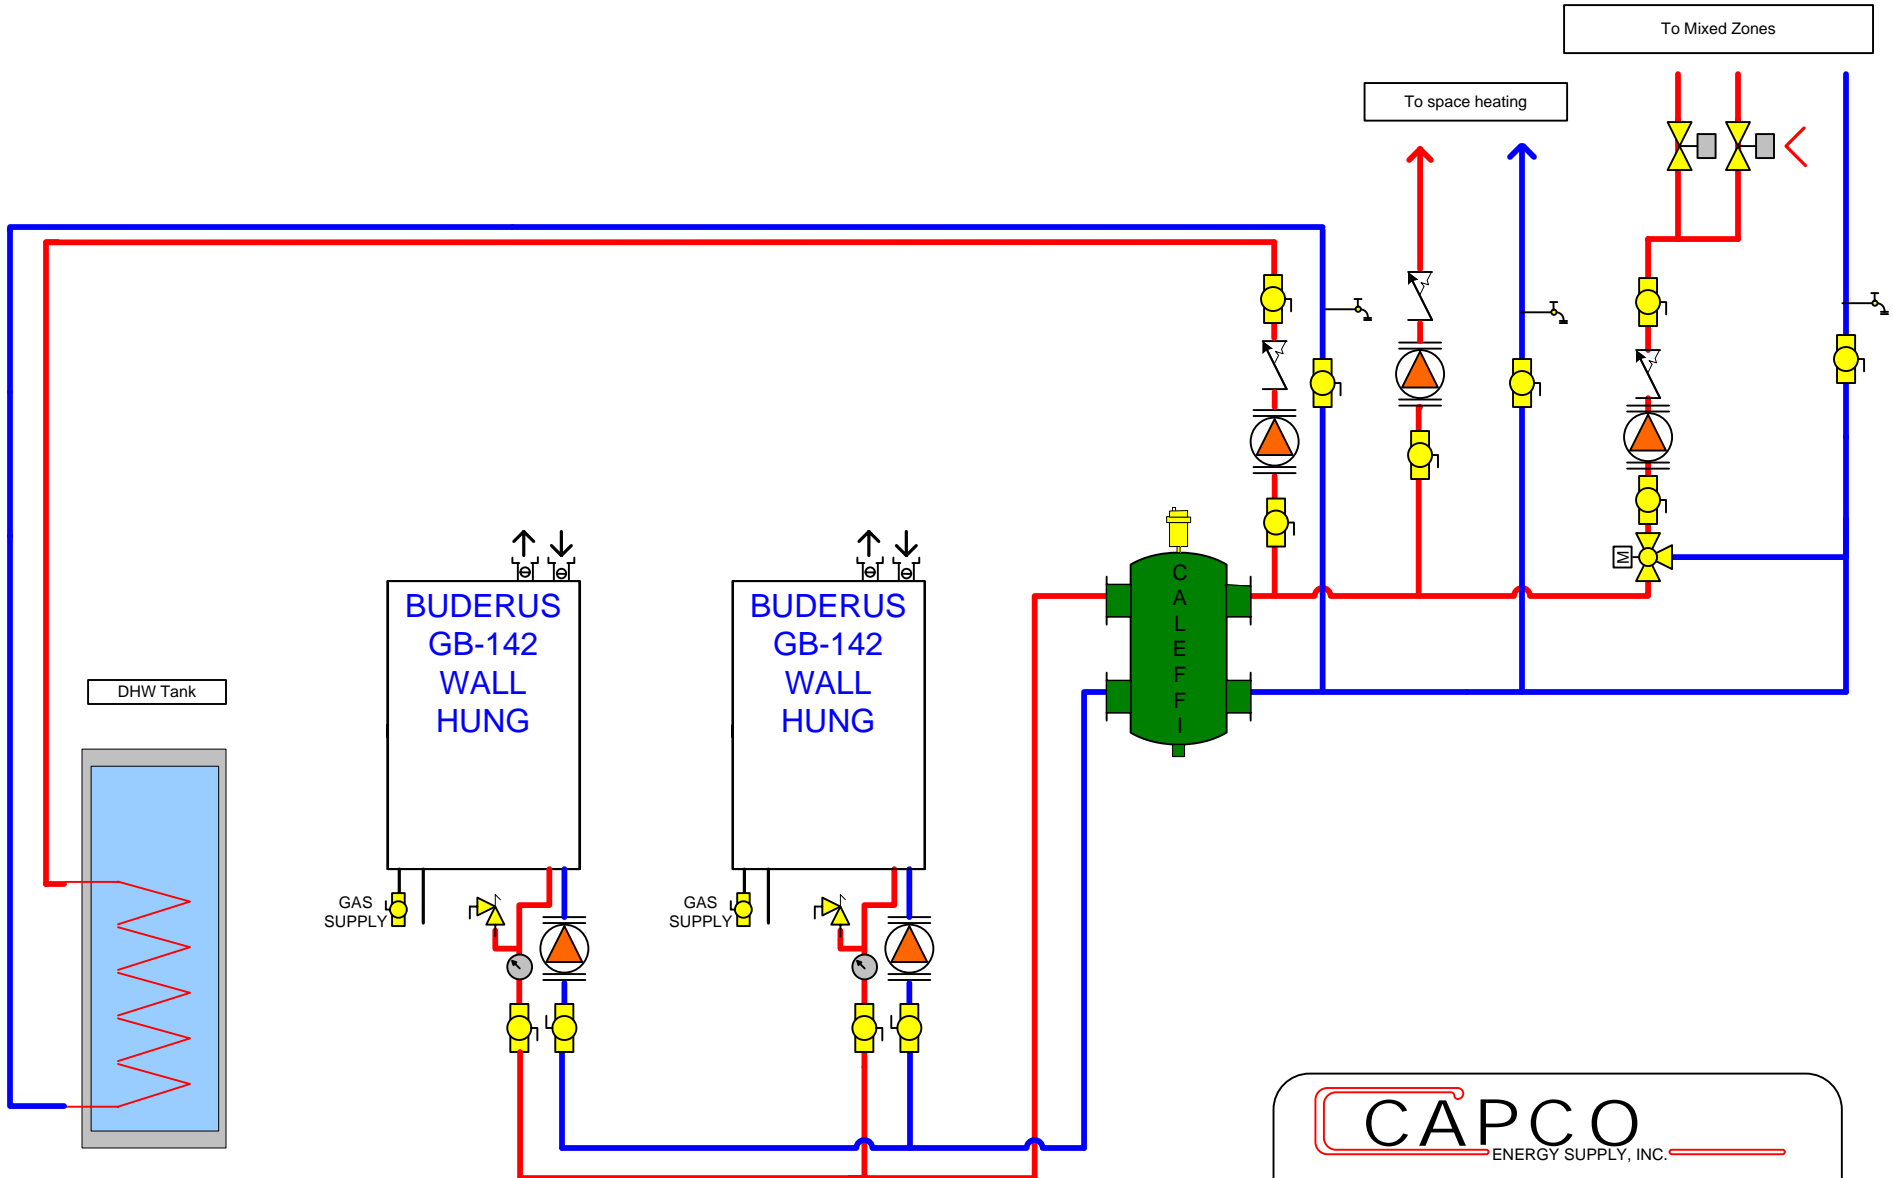 To Mixed Zones
To space heating
BUDERUS
GB-142
WALL
HUNG
BUDERUS
GB-142
WALL
HUNG
C
A
L
E
F
F
I
M
DHW Tank
GAS
SUPPLY
GAS
SUPPLY
CAPCO
ENERGY SUPPLY, INC.